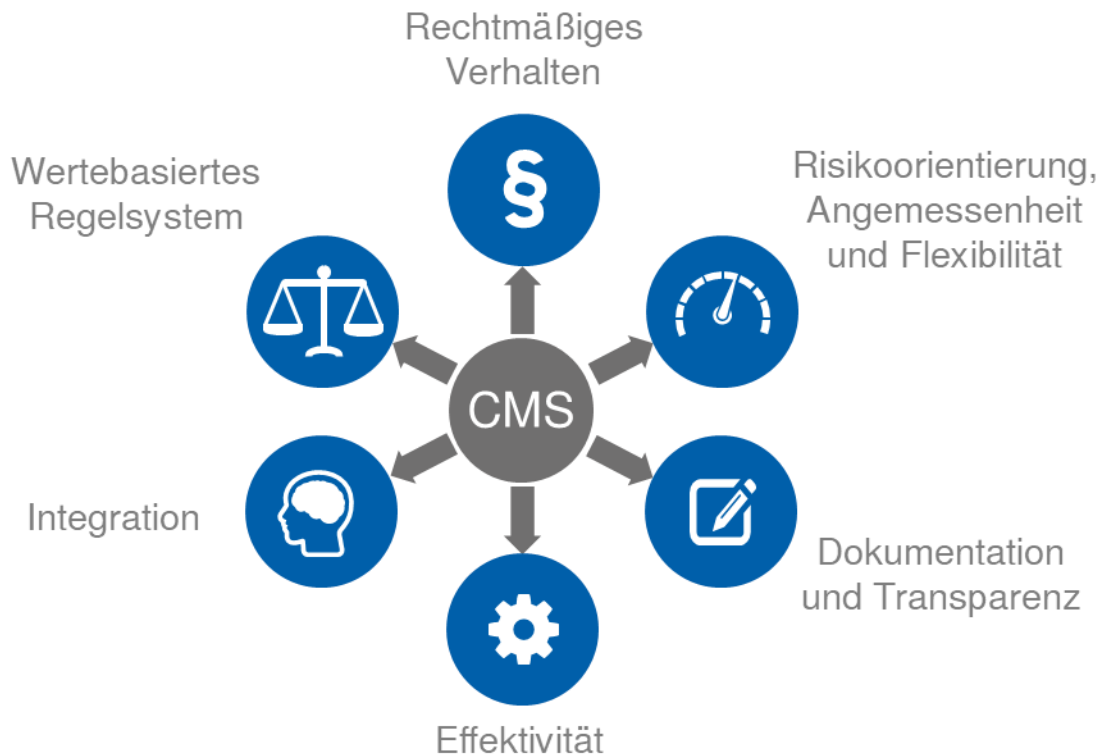 Rechtmäßiges
Verhalten
Wertebasiertes
Regelsystem
§
Risikoorientierung,
Angemessenheit
und Flexibilität
CMS
Integration
Dokumentation
und Transparenz
Effektivität